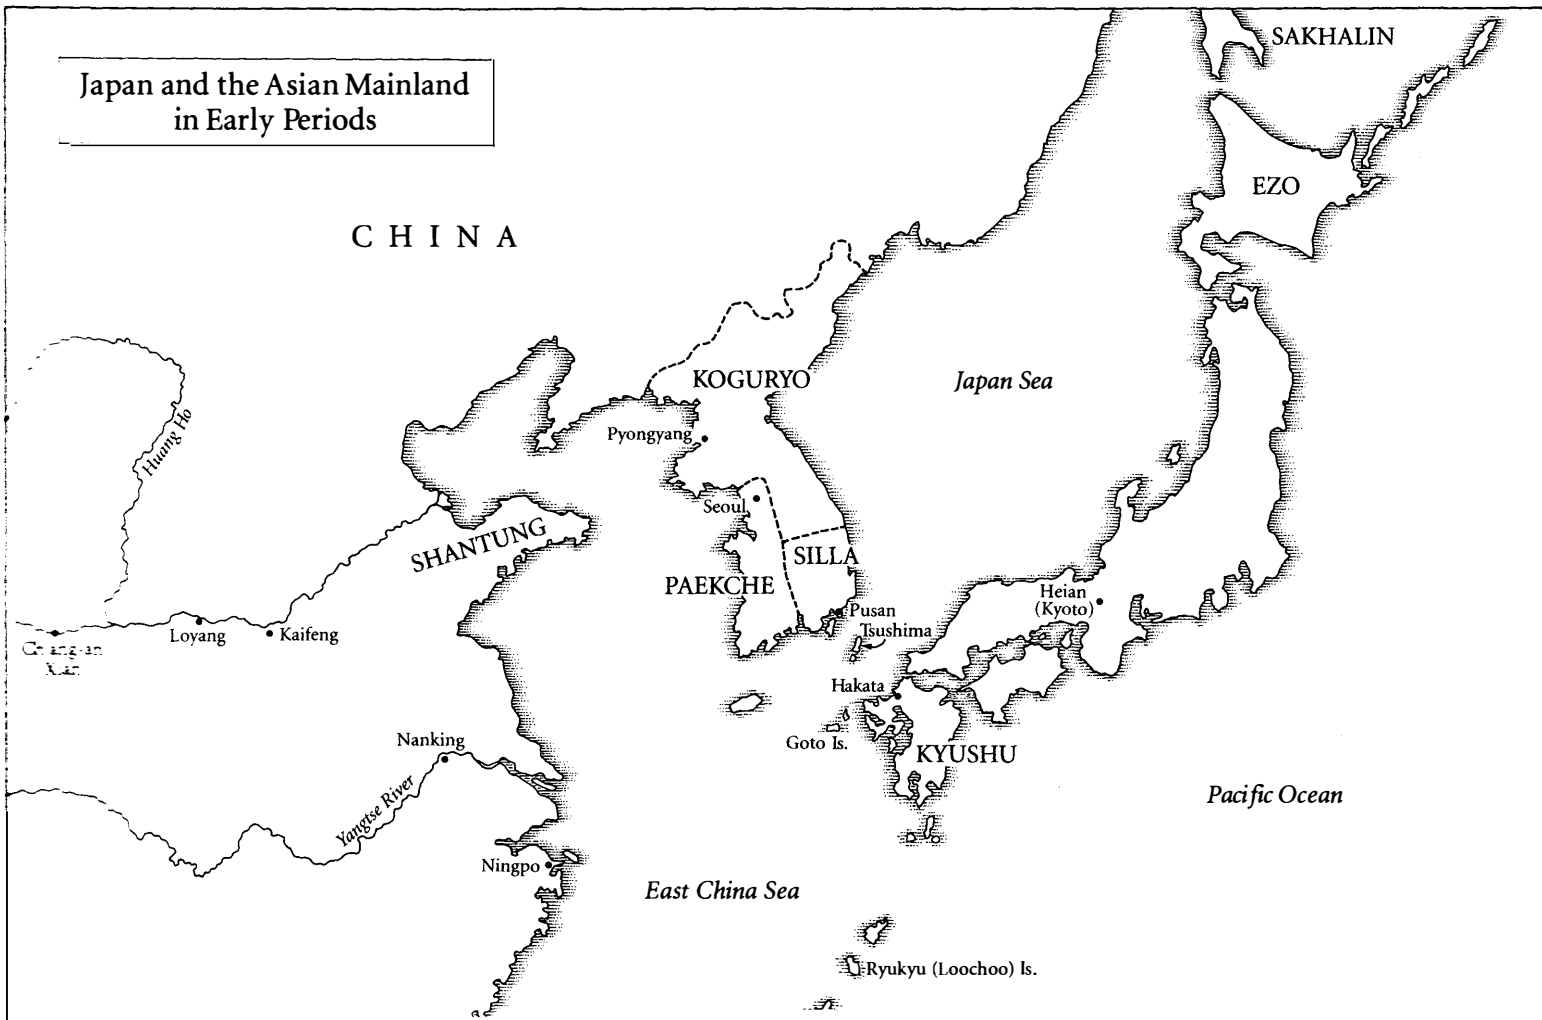 Japan and the Asian Mainland
in Early Periods
SAKHALIN
EZO
CHINA
KOGURYO
Japan Sea
Huang Ho
Pyongyang
Seoul
SHANTUNG
SILLA
PAEKCHE
Heian
(Kyoto)
Pusan
Tsushima
Loyang
Kaifeng
Hakata
Goto Is.
Nanking
KYUSHU
Yangtse River
Pacific Ocean
Ningpo
East China Sea
Ryukyu (Loochoo) Is.